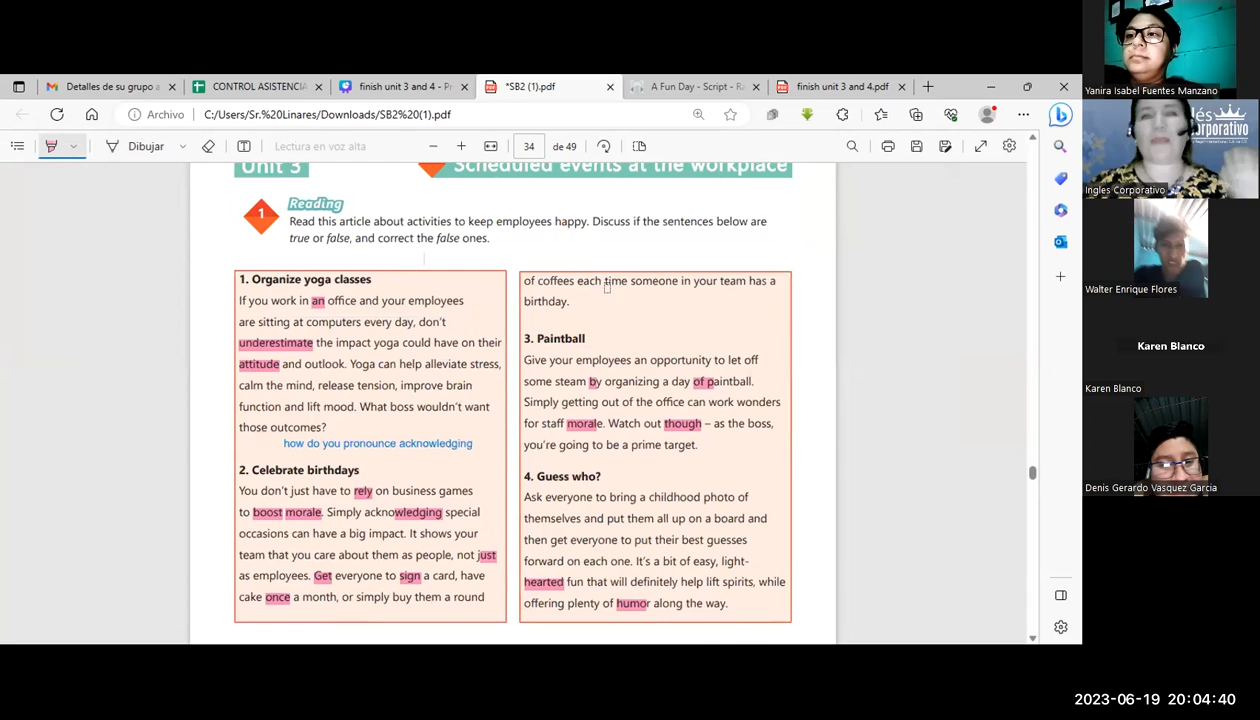 Detalles de su grupo a
CONTROL ASISTENCIA
finish unit 3 and 4 - Pr
*SB2 (1).pdf
A Fun Day - Script - Ra
finish unit 3 and 4.pdf
Archivo
C:/Users/Sr.%20Linares/Downloads/SB2%20(1).pdf
Dibujar
Lectura en voz alta
34
de 49
Unit 3
Scheduled events at the workplace
1
Reading
Read this article about activities to keep employees happy. Discuss if the sentences below are
true or false, and correct the false ones.
1. Organize yoga classes
If you work in an office and your employees
are sitting at computers every day, don't
underestimate the impact yoga could have on their
attitude and outlook. Yoga can help alleviate stress,
calm the mind, release tension, improve brain
function and lift mood. What boss wouldn't want
those outcomes?
how do you pronounce acknowledging
2. Celebrate birthdays
You don't just have to rely on business games
to boost morale. Simply acknowledging special
occasions can have a big impact. It shows your
team that you care about them as people, not just
as employees. Get everyone to sign a card, have
cake once a month, or simply buy them a round
of coffees each time someone in your team has a
birthday.
3. Paintball
Give your employees an opportunity to let off
some steam by organizing a day of paintball.
Simply getting out of the office can work wonders
for staff morale. Watch out though – as the boss,
you're going to be a prime target.
4. Guess who?
Ask everyone to bring a childhood photo of
themselves and put them all up on a board and
then get everyone to put their best guesses
forward on each one. It's a bit of easy, light-
hearted fun that will definitely help lift spirits, while
offering plenty of humor along the way.
Yanira Isabel Fuentes Manzano
Inglés
Corporativo
Ingles Corporativo
Walter Enrique Flores
Karen Blanco
Karen Blanco
Denis Gerardo Vasquez Garcia
2023-06-19 20:04:40